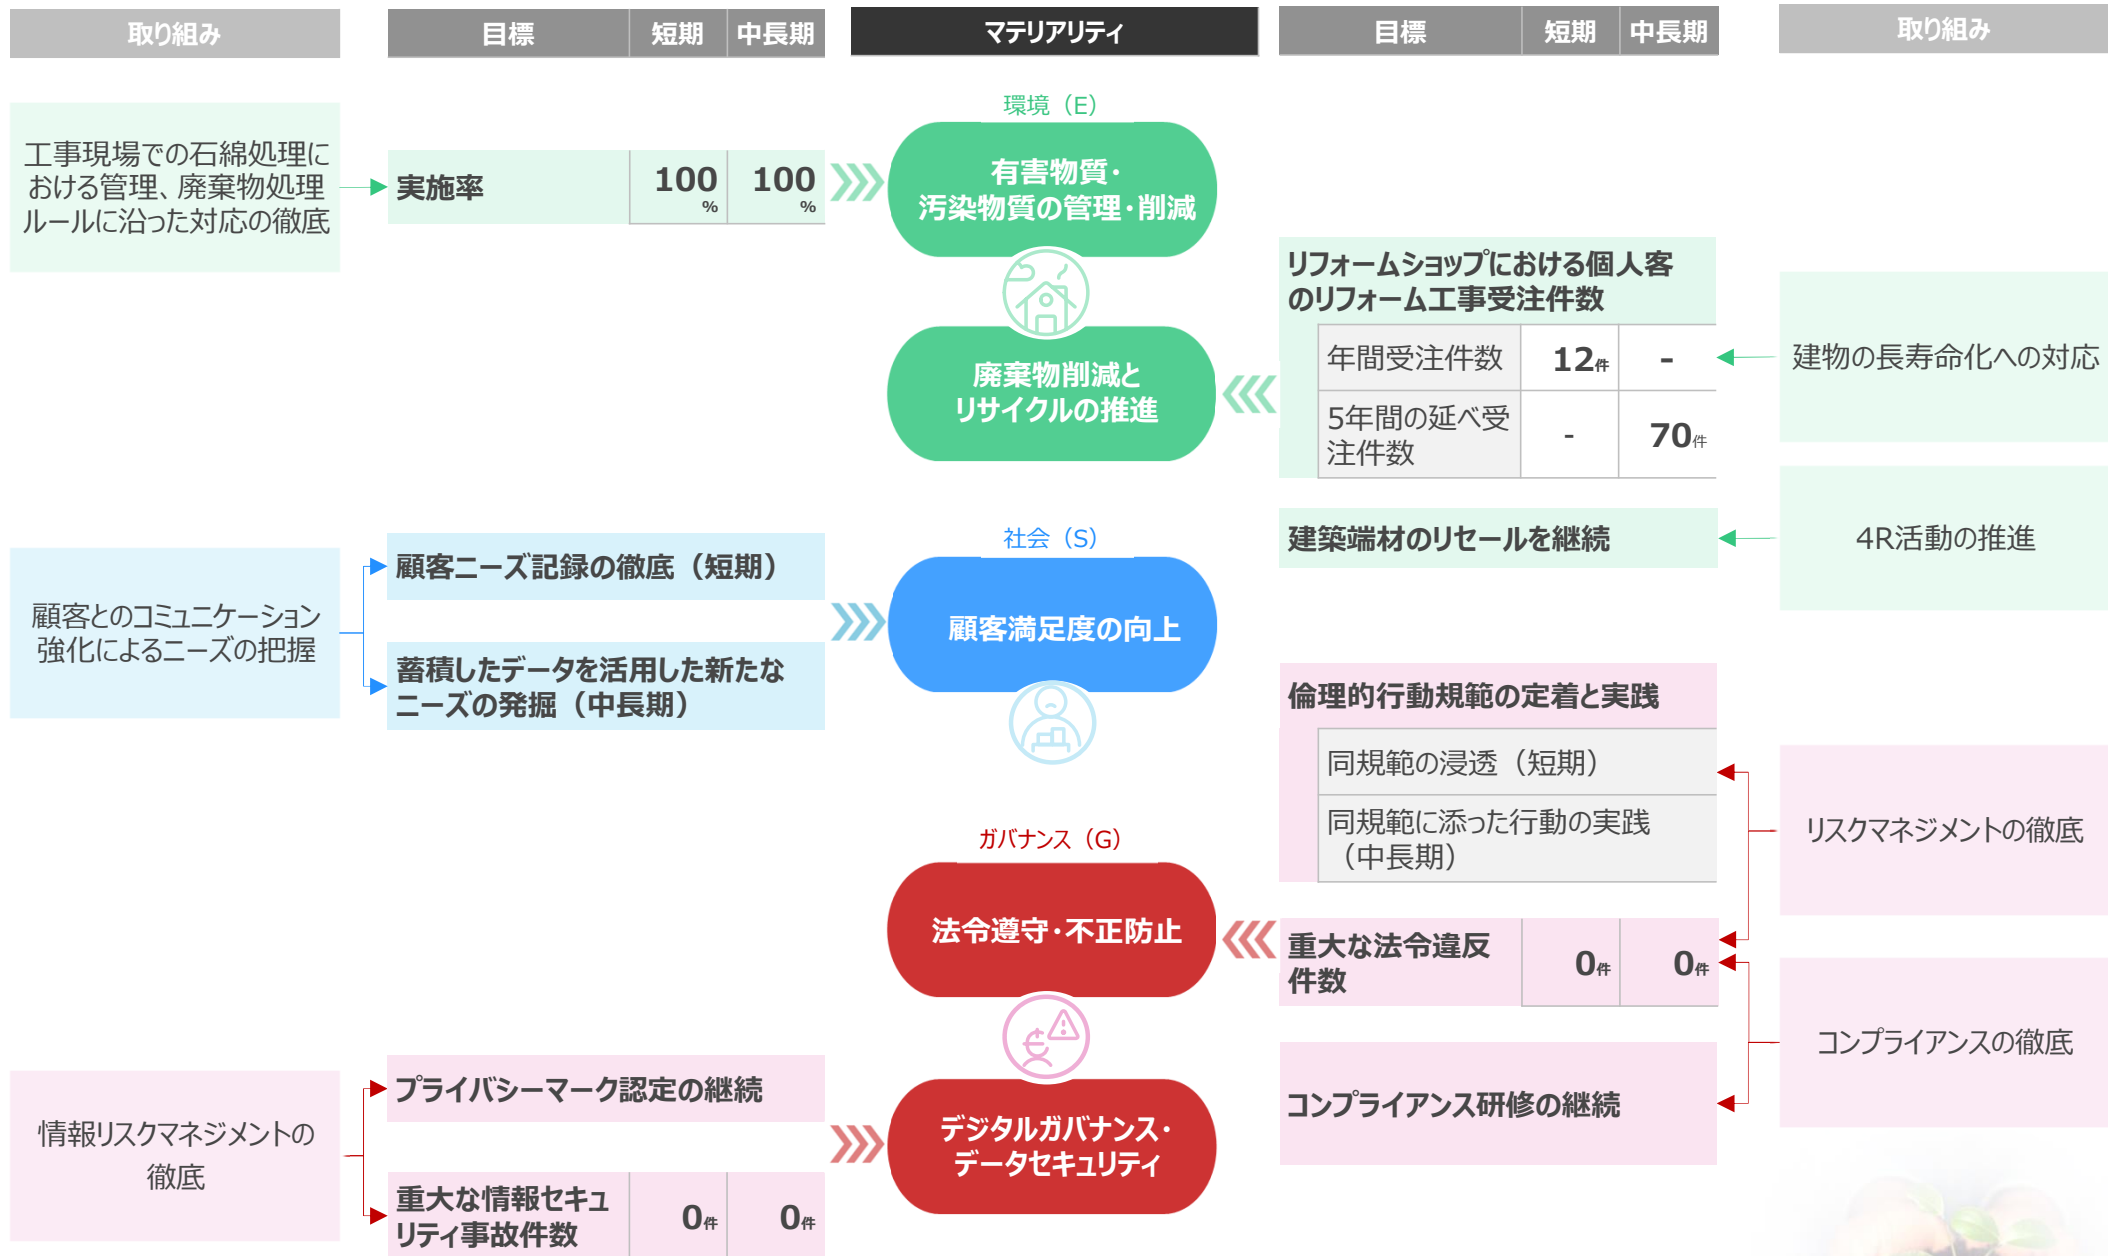 取り組み
目標 短期 中長期
マテリアリティ
目標 短期 中長期
取り組み
環境（E）
工事現場での石綿処理に
おける管理、廃棄物処理
ルールに沿った対応の徹底
実施率 100% 100%
有害物質・
汚染物質の管理・削減
リフォームショップにおける個人客
のリフォーム工事受注件数
年間受注件数 12件 -
5年間の延べ受
注件数
- 70件
建物の長寿命化への対応
廃棄物削減と
リサイクルの推進
建築端材のリセールを継続
4R活動の推進
社会（S）
顧客とのコミュニケーション
強化によるニーズの把握
顧客ニーズ記録の徹底（短期）
蓄積したデータを活用した新たな
ニーズの発掘（中長期）
顧客満足度の向上
倫理的行動規範の定着と実践
同規範の浸透（短期）
同規範に添った行動の実践
（中長期）
リスクマネジメントの徹底
ガバナンス（G）
法令遵守・不正防止
重大な法令違反
件数
0件 0件
コンプライアンスの徹底
コンプライアンス研修の継続
情報リスクマネジメントの
徹底
プライバシーマーク認定の継続
重大な情報セキュ
リティ事故件数
0件 0件
デジタルガバナンス・
データセキュリティ